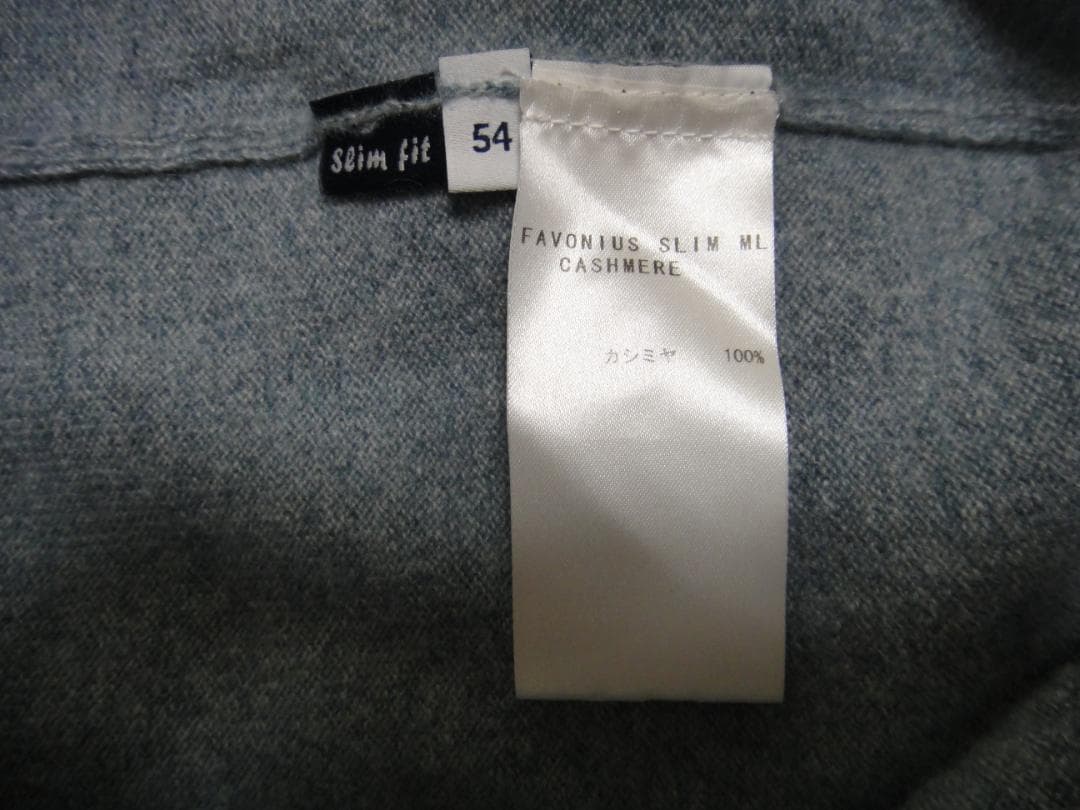 slim fit
54
FAVONIUS SLIM ML
CASHMERE
カシミヤ 100%